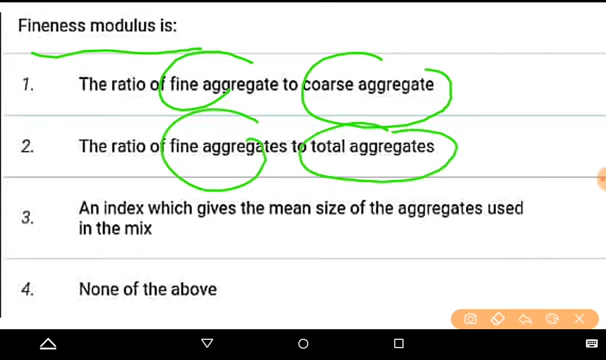 Fineness modulus is:
1. The ratio of fine aggregate to coarse aggregate
2. The ratio of fine aggregates to total aggregates
3. An index which gives the mean size of the aggregates used
in the mix
4. None of the above